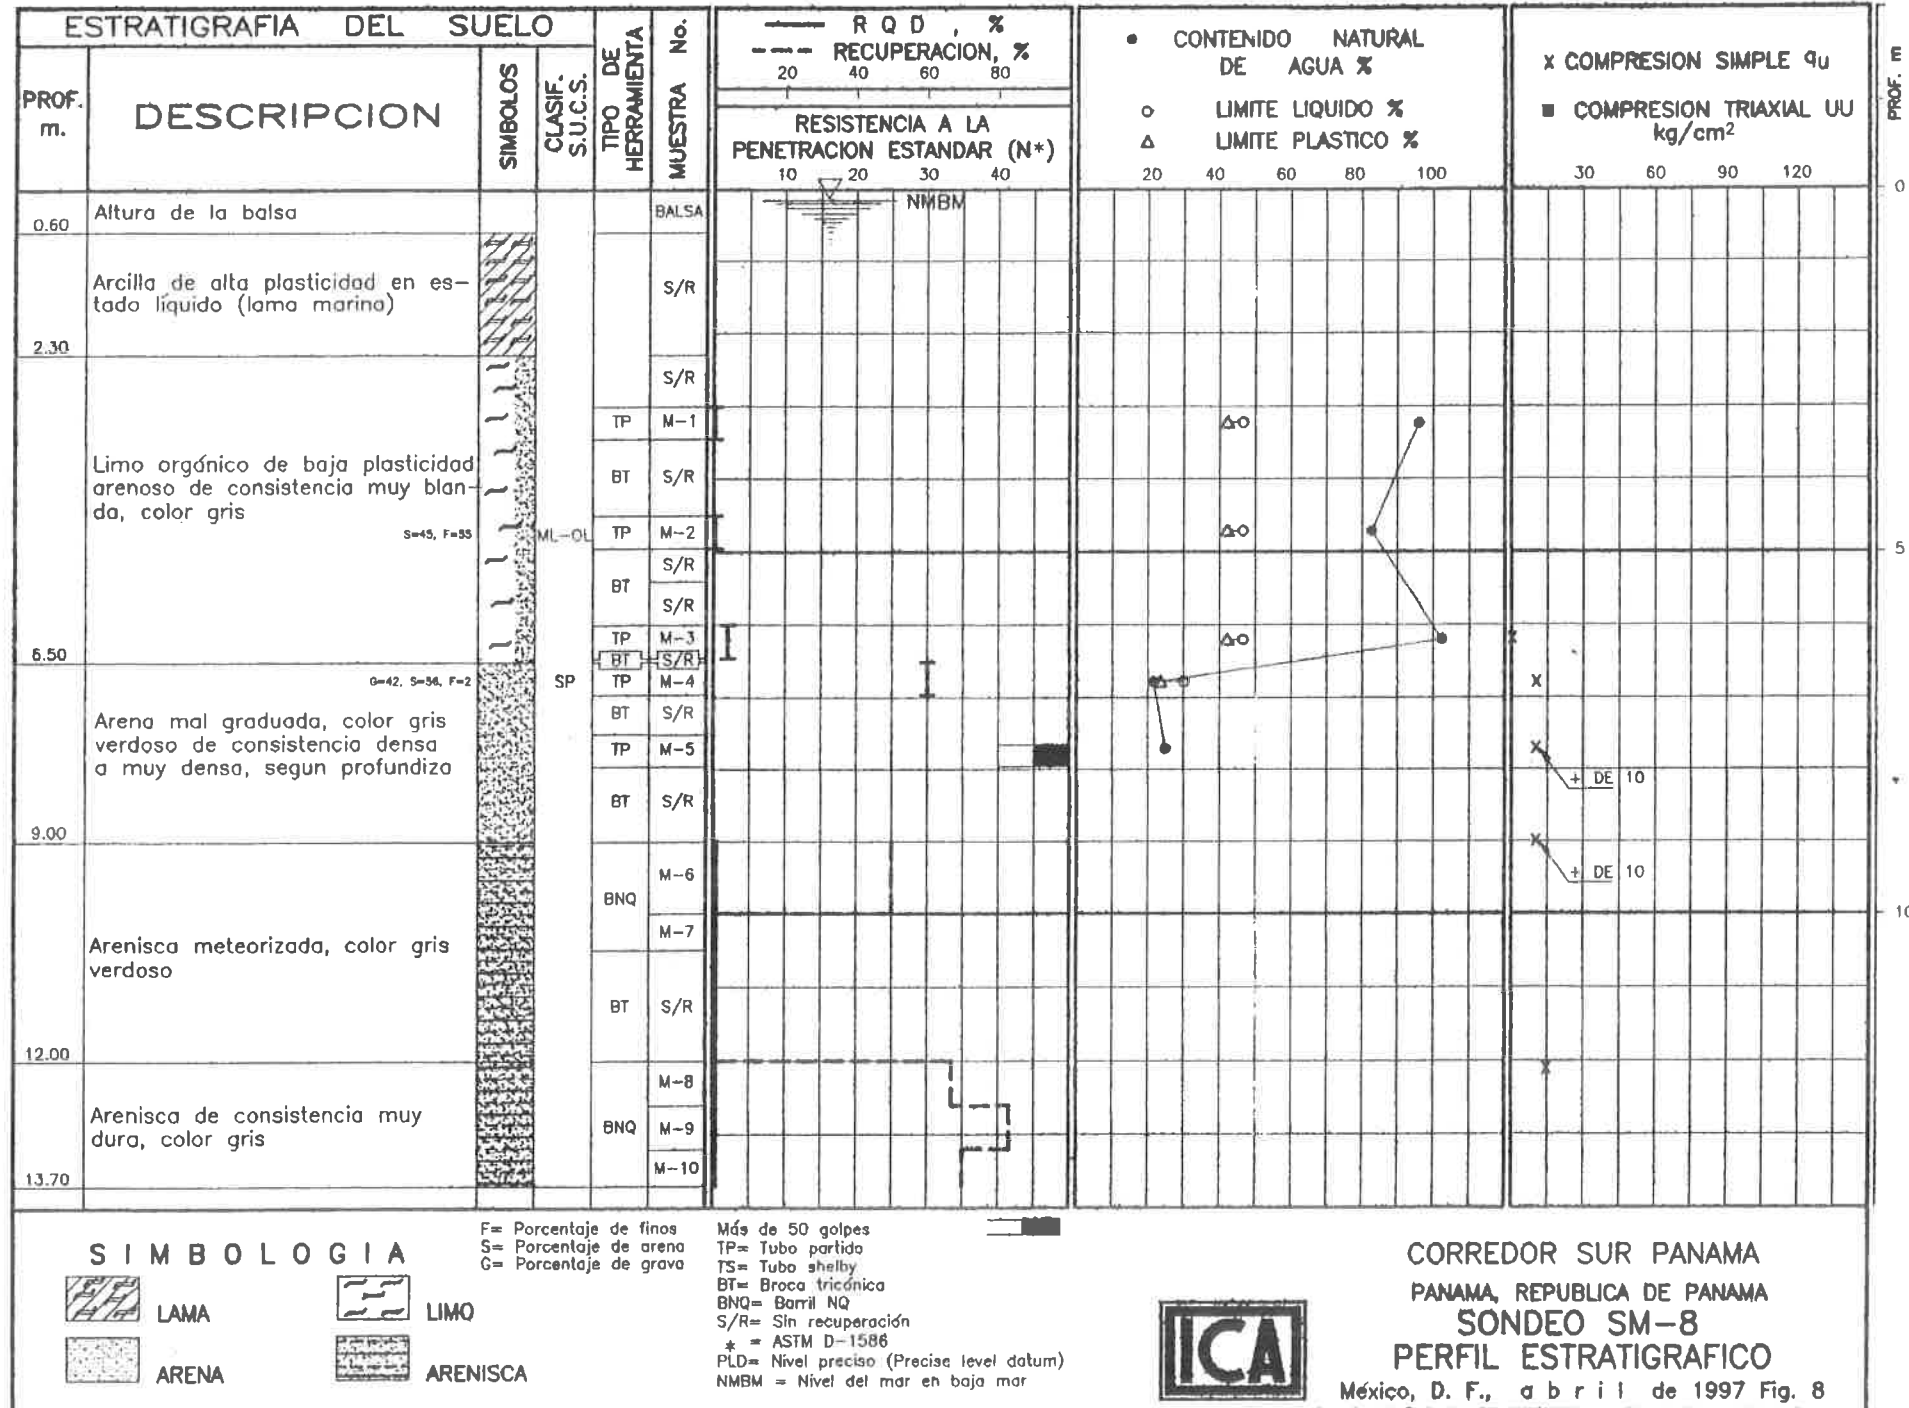 ESTRATIGRAFIA DEL SUELO
PROF. m.
DESCRIPCION
SIMBOLOS
CLASIF. S.U.C.S.
TIPO DE HERRAMIENTA
MUESTRA No.
R Q D , %
RECUPERACION, %
20 40 60 80
RESISTENCIA A LA
PENETRACION ESTANDAR (N*)
10 20 30 40
NMBM
CONTENIDO NATURAL
DE AGUA %
LIMITE LIQUIDO %
LIMITE PLASTICO %
20 40 60 80 100
x COMPRESION SIMPLE qu
COMPRESION TRIAXIAL UU
kg/cm2
30 60 90 120
PROF. m
0
5
10
Altura de la balsa
BALSA
0.60
Arcilla de alta plasticidad en es-
tado líquido (lama marina)
S/R
2.30
S/R
TP M-1
Limo orgánico de baja plasticidad
arenoso de consistencia muy blan-
da, color gris
BT S/R
S=45, F=55
ML-OL
TP M-2
S/R
BT
S/R
TP M-3
6.50
BT S/R
G=42, S=56, F=2
SP
TP M-4
Arena mal graduada, color gris
verdoso de consistencia densa
a muy densa, segun profundiza
BT S/R
TP M-5
+ DE 10
BT S/R
9.00
M-6
+ DE 10
BNQ
M-7
Arenisca meteorizada, color gris
verdoso
BT S/R
12.00
M-8
Arenisca de consistencia muy
dura, color gris
BNQ M-9
M-10
13.70
SIMBOLOGIA
LAMA
LIMO
ARENA
ARENISCA
F= Porcentaje de finos
S= Porcentaje de arena
G= Porcentaje de grava
Más de 50 golpes
TP= Tubo partido
TS= Tubo shelby
BT= Broca tricónica
BNQ= Barril NQ
S/R= Sin recuperación
* = ASTM D-1586
PLD= Nivel preciso (Precise level datum)
NMBM = Nivel del mar en baja mar
ICA
CORREDOR SUR PANAMA
PANAMA, REPUBLICA DE PANAMA
SONDEO SM-8
PERFIL ESTRATIGRAFICO
México, D. F., abril de 1997 Fig. 8